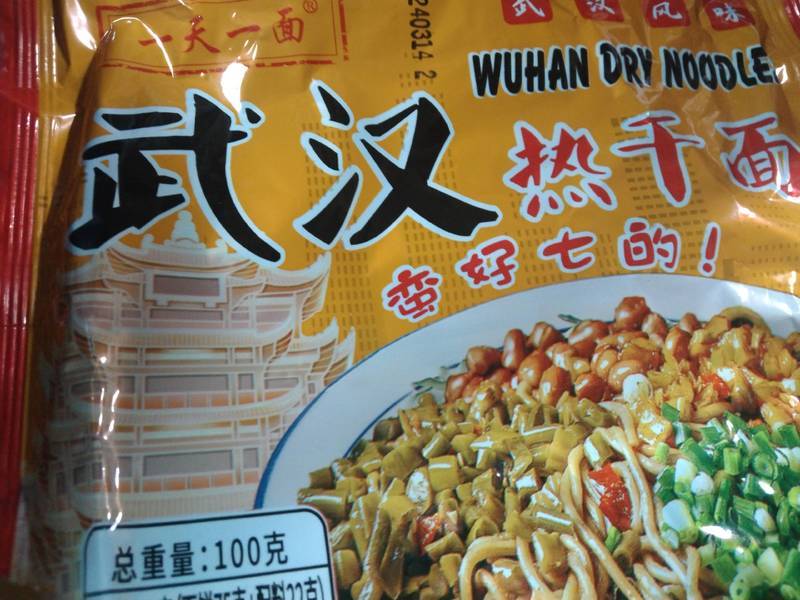 一天一面®
20240314 2
武汉风味
WUHAN DRY NOODLE
武汉热干面
蛮好七的！
总重量：100克